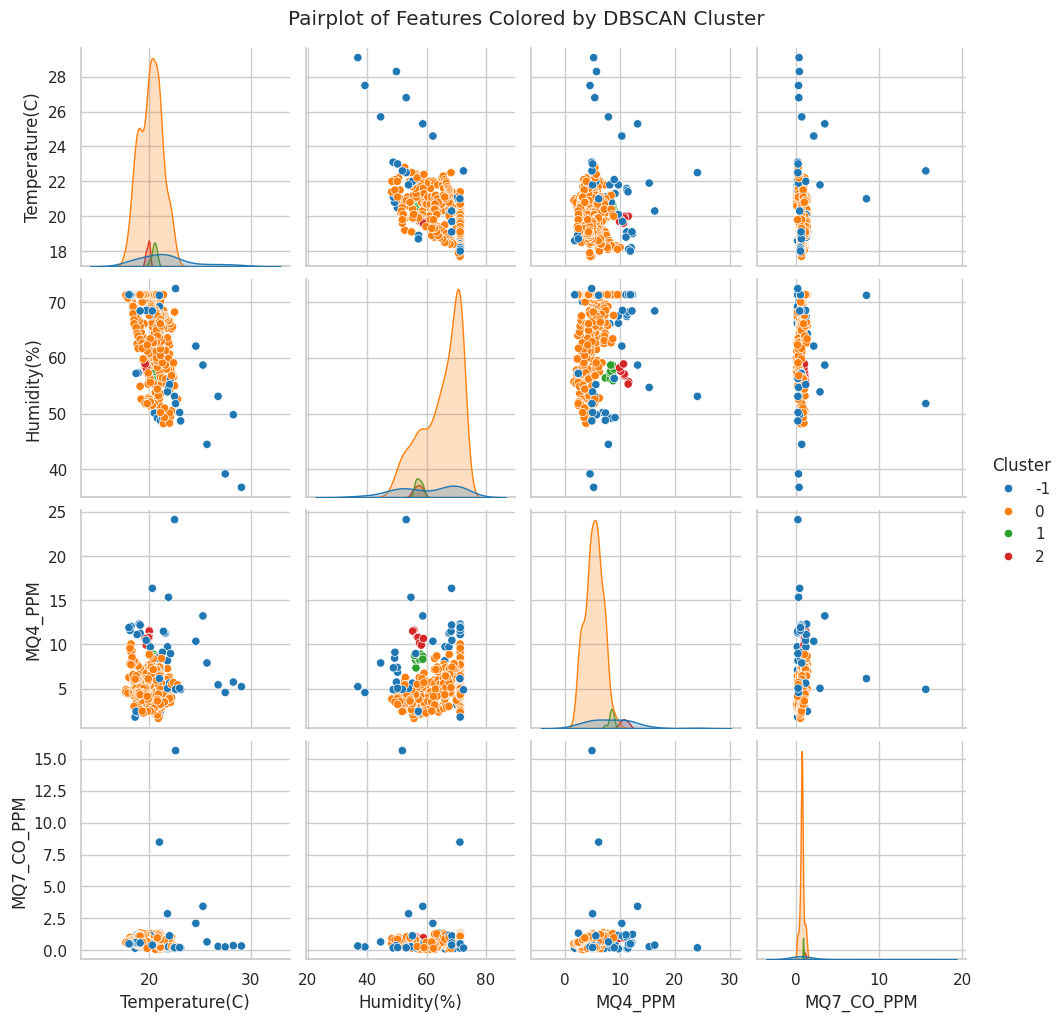 Pairplot of Features Colored by DBSCAN Cluster
Temperature(C)
28
26
24
22
20
18
Humidity(%)
70
60
50
40
MQ4_PPM
25
20
15
10
5
MQ7_CO_PPM
15.0
12.5
10.0
7.5
5.0
2.5
0.0
20 30
20 40 60 80
0 10 20 30
0 10 20
Temperature(C) Humidity(%) MQ4_PPM MQ7_CO_PPM
Cluster
-1
0
1
2